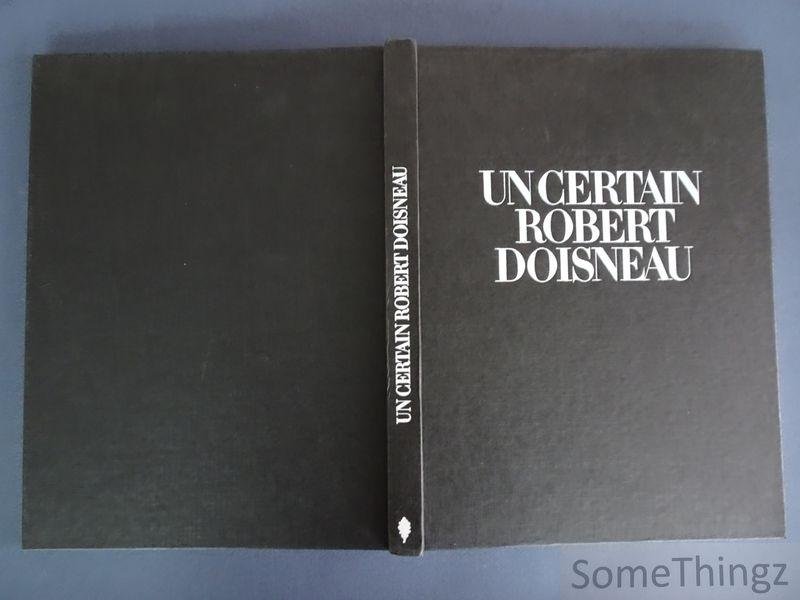 UN CERTAIN ROBERT DOISNEAU
UN CERTAIN
ROBERT
DOISNEAU
SomeThingz